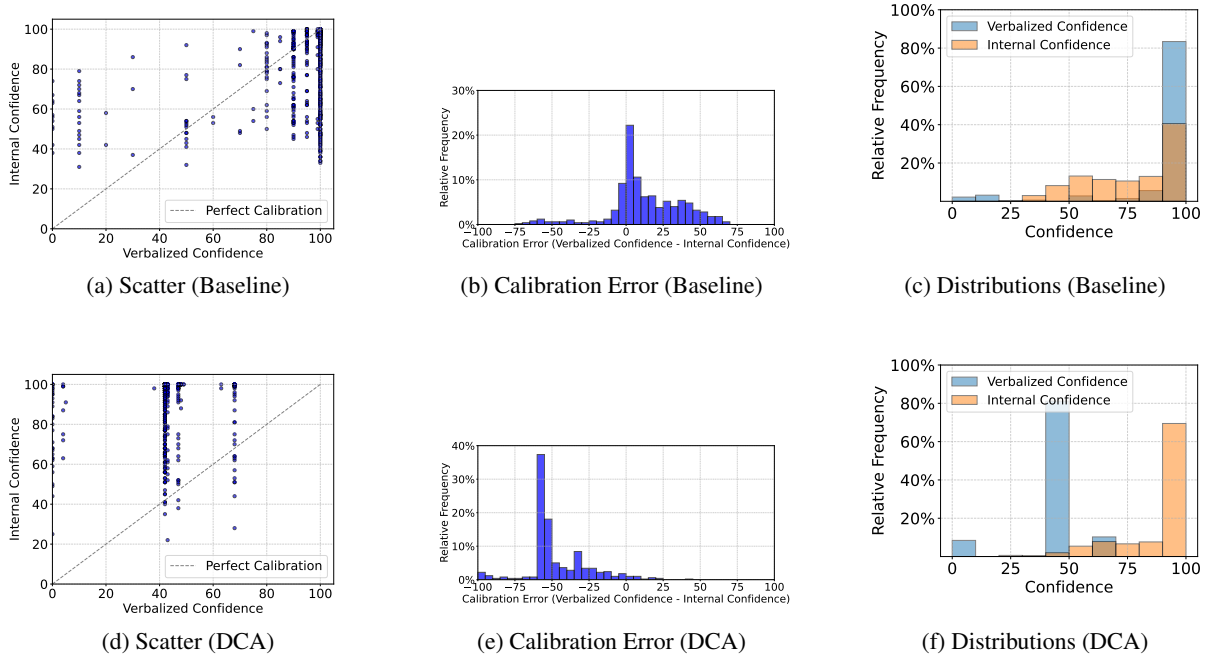 100
80
60
40
20
0
Internal Confidence
0 20 40 60 80 100
Verbalized Confidence
Perfect Calibration
(a) Scatter (Baseline)
30%
20%
10%
0%
Relative Frequency
−100 −75 −50 −25 0 25 50 75 100
Calibration Error (Verbalized Confidence - Internal Confidence)
(b) Calibration Error (Baseline)
100%
80%
60%
40%
20%
Relative Frequency
Verbalized Confidence
Internal Confidence
0 25 50 75 100
Confidence
(c) Distributions (Baseline)
100
80
60
40
20
0
Internal Confidence
0 20 40 60 80 100
Verbalized Confidence
Perfect Calibration
(d) Scatter (DCA)
40%
30%
20%
10%
0%
Relative Frequency
−100 −75 −50 −25 0 25 50 75 100
Calibration Error (Verbalized Confidence - Internal Confidence)
(e) Calibration Error (DCA)
100%
80%
60%
40%
20%
Relative Frequency
Verbalized Confidence
Internal Confidence
0 25 50 75 100
Confidence
(f) Distributions (DCA)